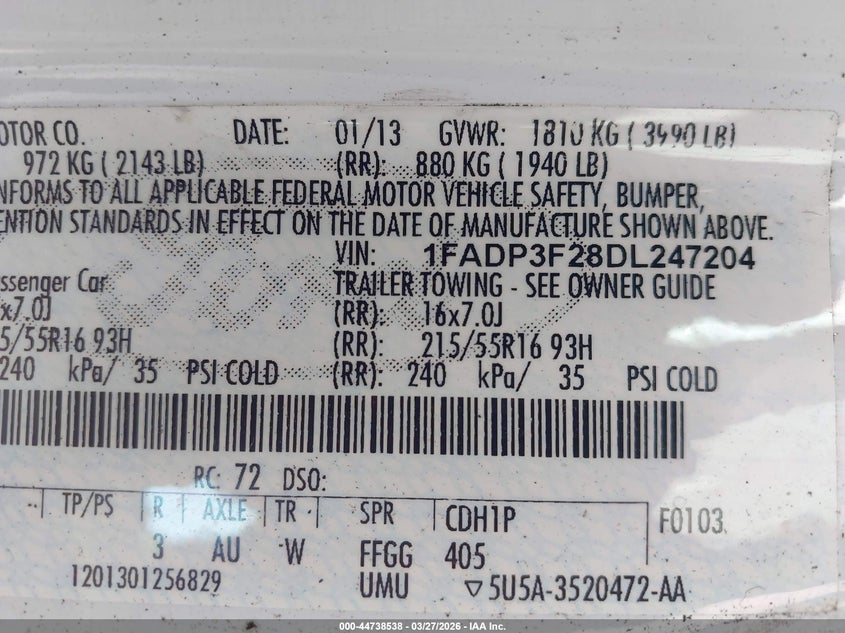 OTOR CO. DATE: 01/13 GVWR: 1810 KG ( 3990 LB)
972 KG ( 2143 LB) (RR): 880 KG ( 1940 LB)
NFORMS TO ALL APPLICABLE FEDERAL MOTOR VEHICLE SAFETY, BUMPER,
ENTION STANDARDS IN EFFECT ON THE DATE OF MANUFACTURE SHOWN ABOVE.
VIN: 1FADP3F28DL247204
ssenger Car TRAILER TOWING - SEE OWNER GUIDE
x7.0J (RR): 16x7.0J
5/55R16 93H (RR): 215/55R16 93H
240 kPa/ 35 PSI COLD (RR): 240 kPa/ 35 PSI COLD
RC: 72 DSO:
TP/PS R AXLE TR SPR CDH1P F0103
3 AU W FFGG 405
1201301256829 UMU ▽5U5A-3520472-AA
000-44738538 — 03/27/2026 — IAA Inc.